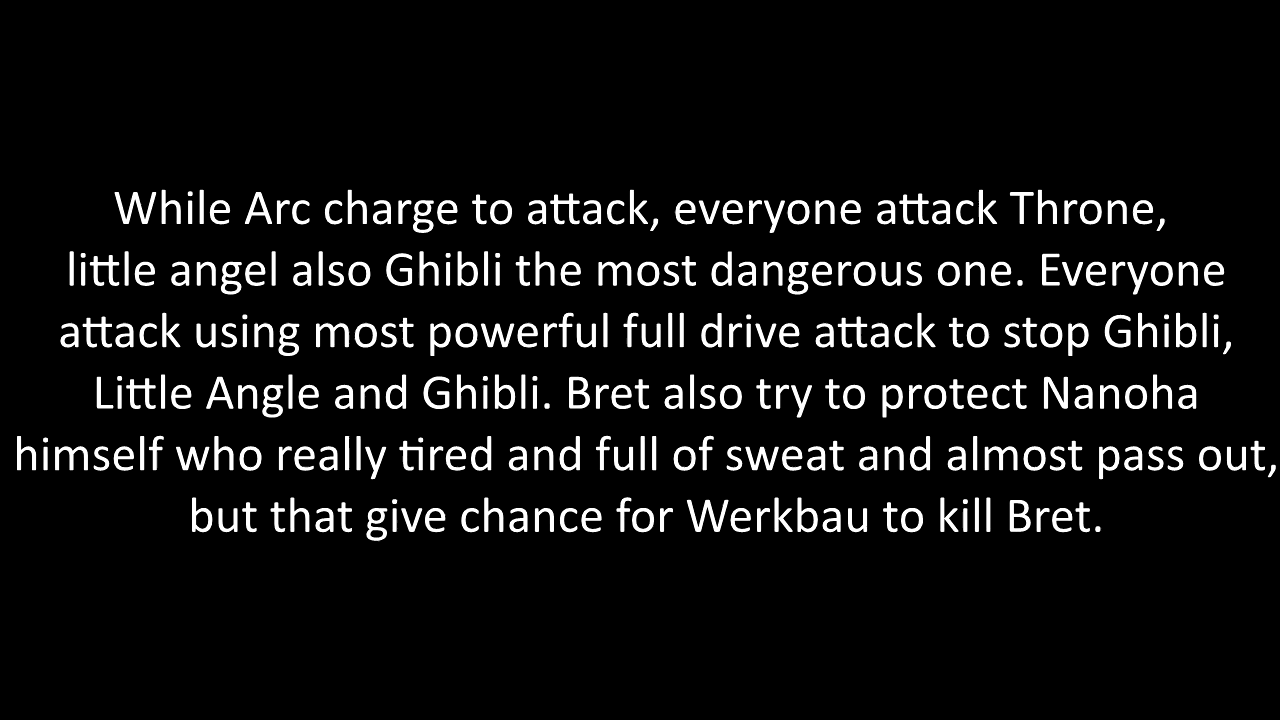 While Arc charge to attack, everyone attack Throne,
little angel also Ghibli the most dangerous one. Everyone
attack using most powerful full drive attack to stop Ghibli,
Little Angle and Ghibli. Bret also try to protect Nanoha
himself who really tired and full of sweat and almost pass out,
but that give chance for Werkbau to kill Bret.